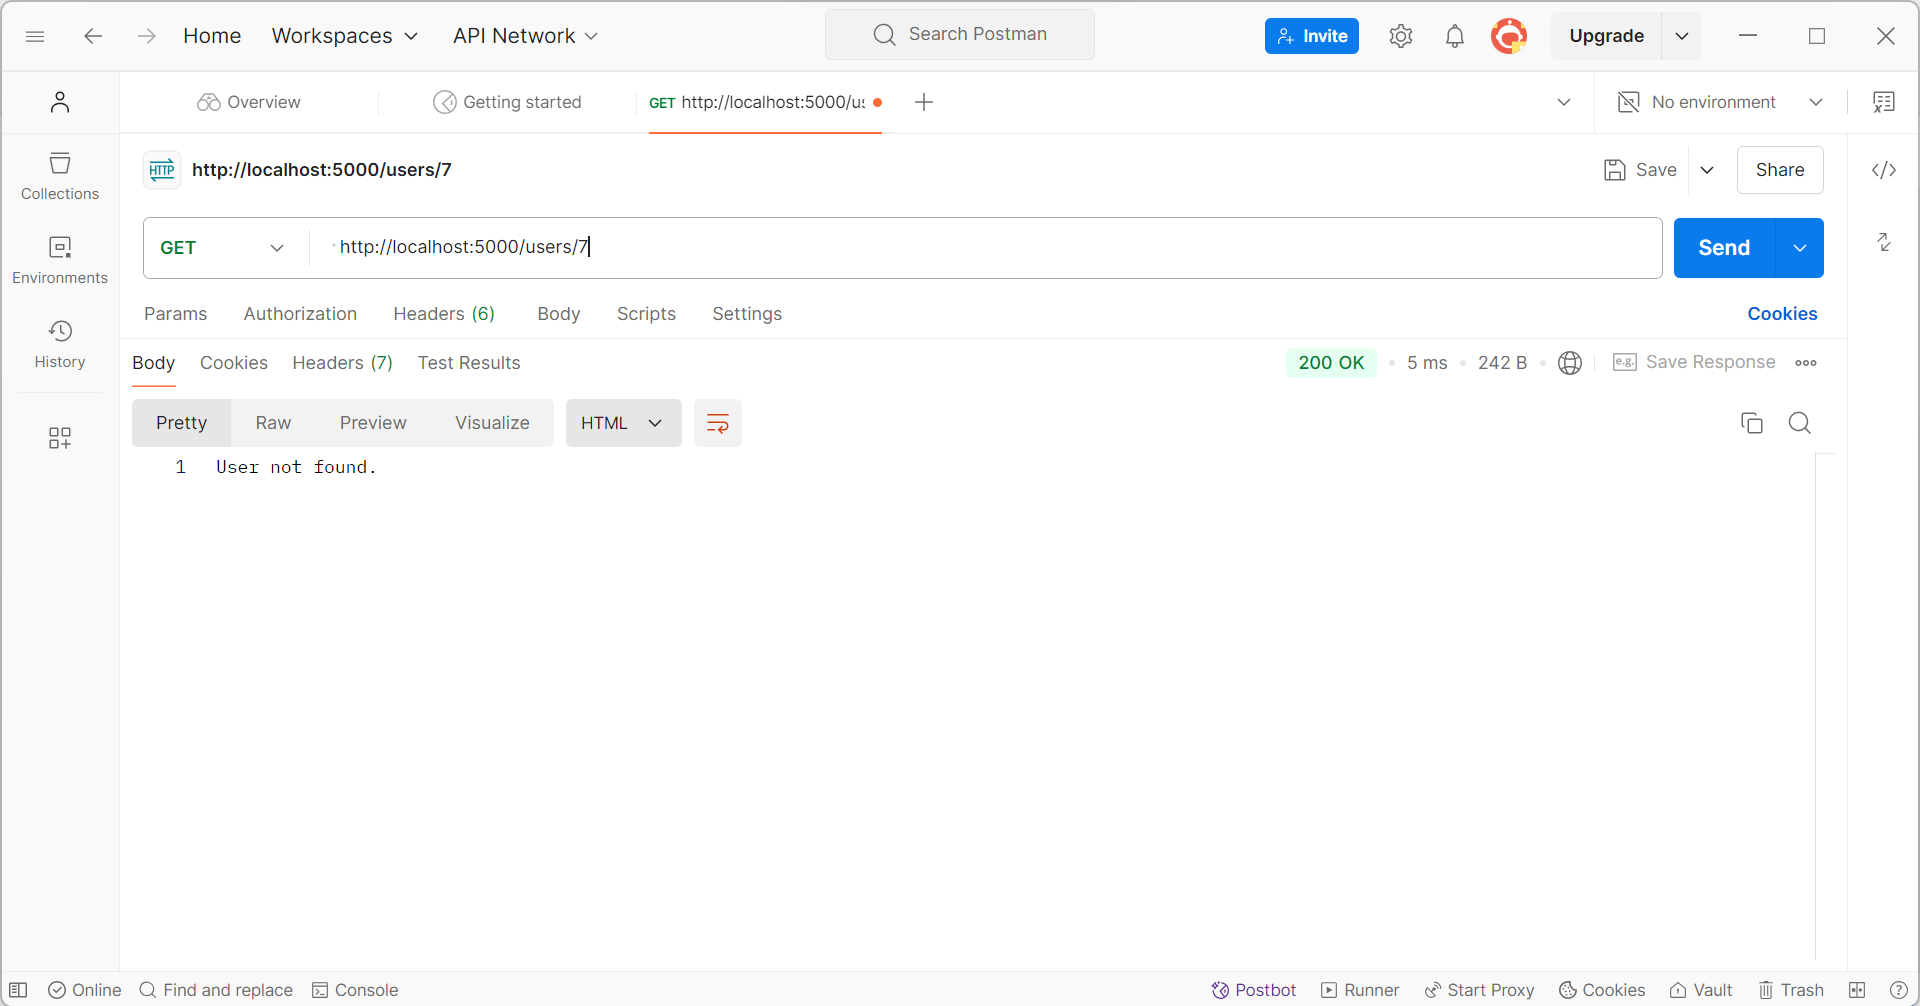 Home Workspaces API Network Search Postman Invite Upgrade
Overview Getting started GET http://localhost:5000/us No environment
HTTP http://localhost:5000/users/7 Save Share
Collections
GET http://localhost:5000/users/7 Send
Environments
Params Authorization Headers (6) Body Scripts Settings Cookies
History
Body Cookies Headers (7) Test Results 200 OK 5 ms 242 B e.g. Save Response
Pretty Raw Preview Visualize HTML
1 User not found.
Online Find and replace Console Postbot Runner Start Proxy Cookies Vault Trash